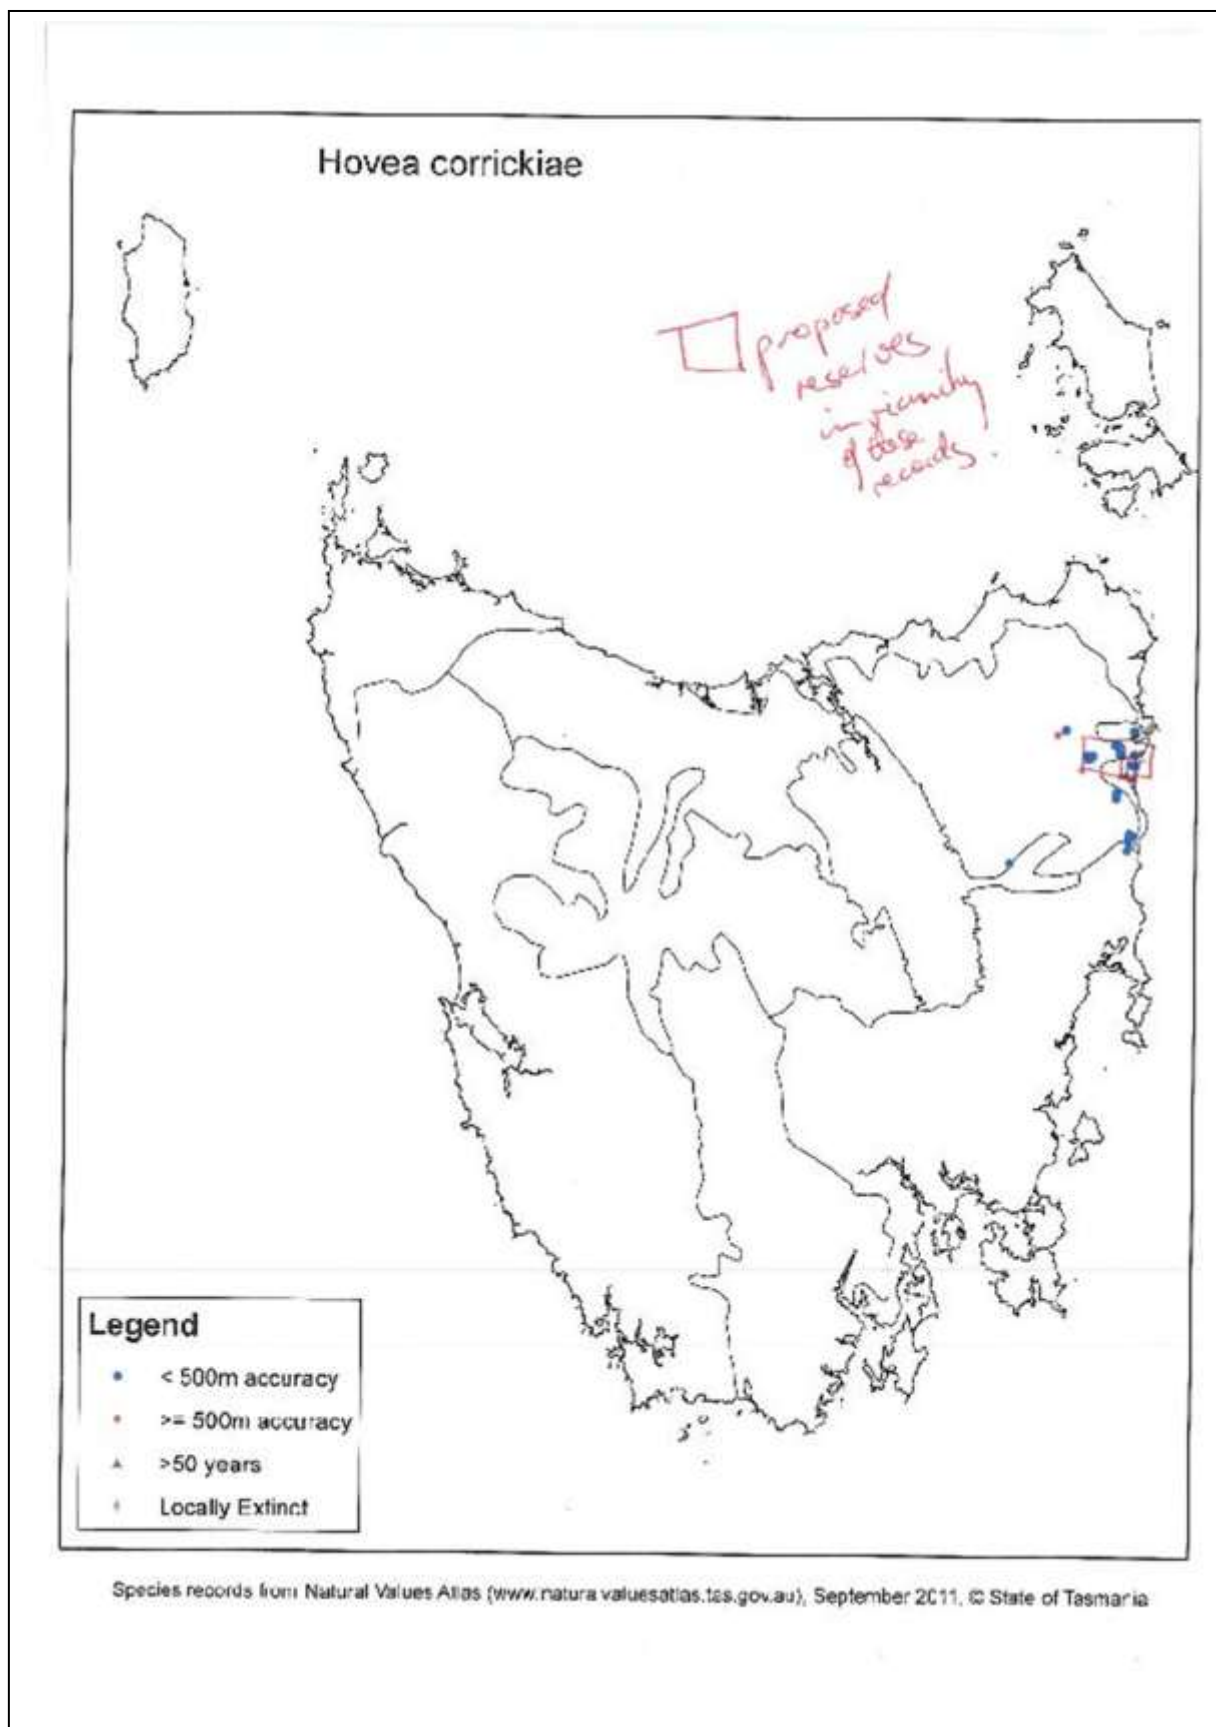 Hovea corrickiae
proposed
reserves
in vicinity
of these
records.
Legend
< 500m accuracy
>= 500m accuracy
>50 years
Locally Extinct
Species records from Natural Values Atlas (www.naturalvaluesatlas.tas.gov.au), September 2011, © State of Tasmania